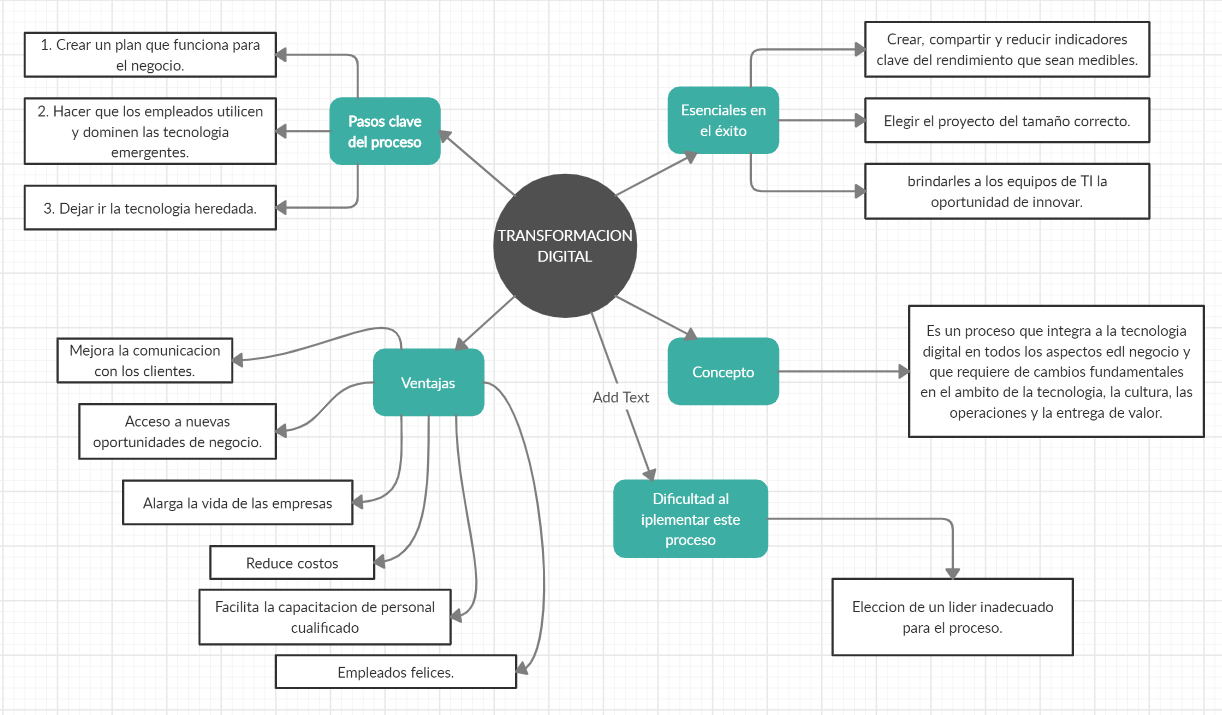 1. Crear un plan que funciona para
el negocio.
2. Hacer que los empleados utilicen
y dominen las tecnologia
emergentes.
3. Dejar ir la tecnologia heredada.
Pasos clave
del proceso
Esenciales en
el éxito
Crear, compartir y reducir indicadores
clave del rendimiento que sean medibles.
Elegir el proyecto del tamaño correcto.
brindarles a los equipos de TI la
oportunidad de innovar.
TRANSFORMACION
DIGITAL
Mejora la comunicacion
con los clientes.
Acceso a nuevas
oportunidades de negocio.
Alarga la vida de las empresas
Reduce costos
Facilita la capacitacion de personal
cualificado
Empleados felices.
Ventajas
Add Text
Concepto
Es un proceso que integra a la tecnologia
digital en todos los aspectos edl negocio y
que requiere de cambios fundamentales
en el ambito de la tecnologia, la cultura, las
operaciones y la entrega de valor.
Dificultad al
iplementar este
proceso
Eleccion de un lider inadecuado
para el proceso.